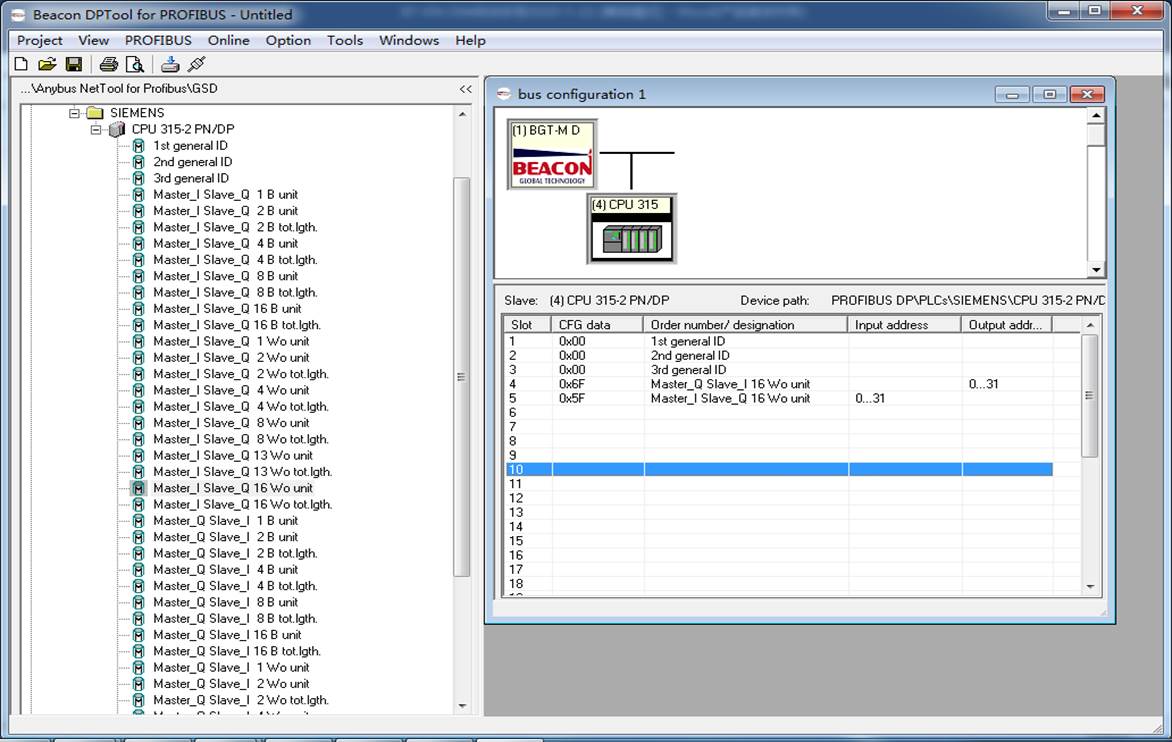 Beacon DPTool for PROFIBUS - Untitled
Project View PROFIBUS Online Option Tools Windows Help
...\Anybus NetTool for Profibus\GSD <<
SIEMENS
CPU 315-2 PN/DP
1st general ID
2nd general ID
3rd general ID
Master_I Slave_Q 1 B unit
Master_I Slave_Q 2 B unit
Master_I Slave_Q 2 B tot.lgth.
Master_I Slave_Q 4 B unit
Master_I Slave_Q 4 B tot.lgth.
Master_I Slave_Q 8 B unit
Master_I Slave_Q 8 B tot.lgth.
Master_I Slave_Q 16 B unit
Master_I Slave_Q 16 B tot.lgth.
Master_I Slave_Q 1 Wo unit
Master_I Slave_Q 2 Wo unit
Master_I Slave_Q 2 Wo tot.lgth.
Master_I Slave_Q 4 Wo unit
Master_I Slave_Q 4 Wo tot.lgth.
Master_I Slave_Q 8 Wo unit
Master_I Slave_Q 8 Wo tot.lgth.
Master_I Slave_Q 13 Wo unit
Master_I Slave_Q 13 Wo tot.lgth.
Master_I Slave_Q 16 Wo unit
Master_I Slave_Q 16 Wo tot.lgth.
Master_Q Slave_I 1 B unit
Master_Q Slave_I 2 B unit
Master_Q Slave_I 2 B tot.lgth.
Master_Q Slave_I 4 B unit
Master_Q Slave_I 4 B tot.lgth.
Master_Q Slave_I 8 B unit
Master_Q Slave_I 8 B tot.lgth.
Master_Q Slave_I 16 B unit
Master_Q Slave_I 16 B tot.lgth.
Master_Q Slave_I 1 Wo unit
Master_Q Slave_I 2 Wo unit
Master_Q Slave_I 2 Wo tot.lgth.
bus configuration 1
(1) BGT-M D
BEACON
GLOBAL TECHNOLOGY
(4) CPU 315
Slave: (4) CPU 315-2 PN/DP Device path: PROFIBUS DP\PLCs\SIEMENS\CPU 315-2 PN/D
Slot CFG data Order number/ designation Input address Output addr...
1 0x00 1st general ID
2 0x00 2nd general ID
3 0x00 3rd general ID
4 0x6F Master_Q Slave_I 16 Wo unit 0...31
5 0x5F Master_I Slave_Q 16 Wo unit 0...31
6
7
8
9
10
11
12
13
14
15
16
17
18